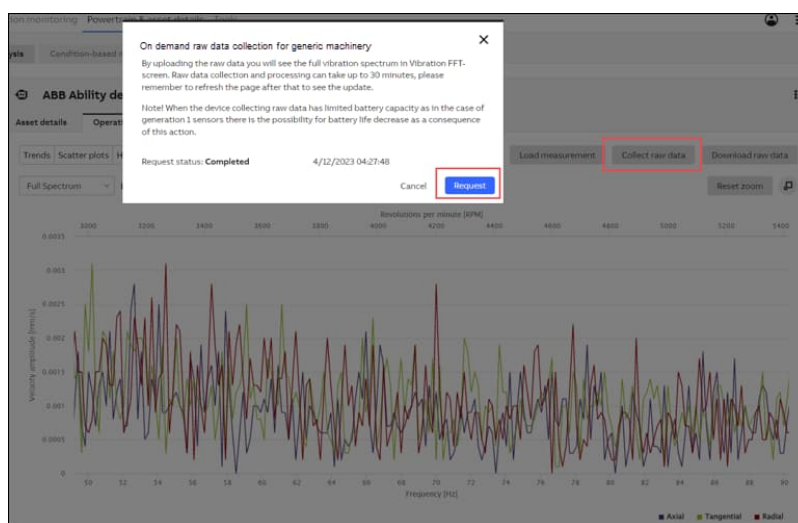 ion monitoring Powertrain & asset details Tools
ysis Condition-based
ABB Ability de
Asset details Operati
Trends Scatter plots H
Load measurement Collect raw data Download raw data
Full Spectrum
Reset zoom
On demand raw data collection for generic machinery
By uploading the raw data you will see the full vibration spectrum in Vibration FFT-
screen. Raw data collection and processing can take up to 30 minutes, please
remember to refresh the page after that to see the update.
Note! When the device collecting raw data has limited battery capacity as in the case of
generation 1 sensors there is the possibility for battery life decrease as a consequence
of this action.
Request status: Completed 4/12/2023 04:27:48
Cancel Request
Revolutions per minute [RPM]
3000 3200 3400 3600 3800 4000 4200 4400 4600 4800 5000 5200 5400
0.0035
0.003
0.0025
0.002
0.0015
0.001
0.0005
0
Velocity amplitude [mm/s]
50 52 54 56 58 60 62 64 66 68 70 72 74 76 78 80 82 84 86 88 90
Frequency [Hz]
Axial Tangential Radial